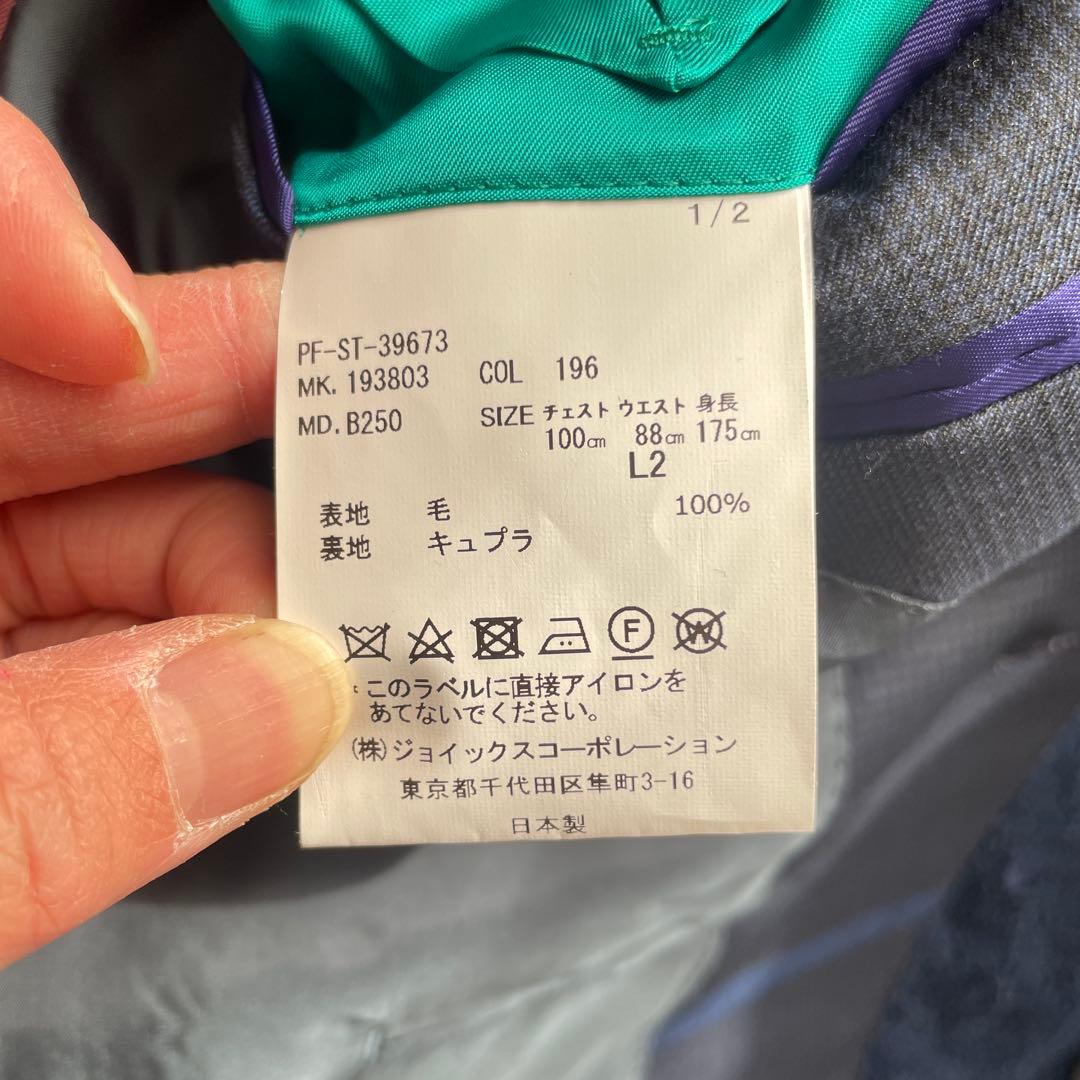 1/2
PF-ST-39673
MK. 193803 COL 196
MD. B250 SIZE チェスト ウエスト 身長
100cm 88cm 175cm
L2
表地 毛 100%
裏地 キュプラ
F W
*このラベルに直接アイロンを
あてないでください。
(株)ジョイックスコーポレーション
東京都千代田区隼町3-16
日本製